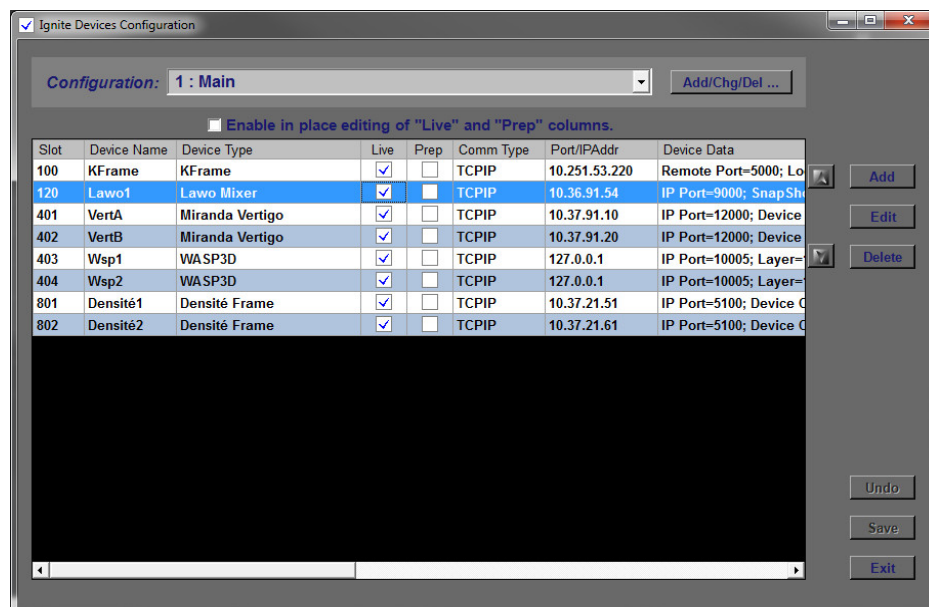 Ignite Devices Configuration
Configuration: 1 : Main Add/Chg/Del ...
Enable in place editing of "Live" and "Prep" columns.
Slot Device Name Device Type Live Prep Comm Type Port/IPAddr Device Data
100 KFrame KFrame TCPIP 10.251.53.220 Remote Port=5000; Lo
120 Lawo1 Lawo Mixer TCPIP 10.36.91.54 IP Port=9000; SnapSh
401 VertA Miranda Vertigo TCPIP 10.37.91.10 IP Port=12000; Device
402 VertB Miranda Vertigo TCPIP 10.37.91.20 IP Port=12000; Device
403 Wsp1 WASP3D TCPIP 127.0.0.1 IP Port=10005; Layer=
404 Wsp2 WASP3D TCPIP 127.0.0.1 IP Port=10005; Layer=
801 Densité1 Densité Frame TCPIP 10.37.21.51 IP Port=5100; Device C
802 Densité2 Densité Frame TCPIP 10.37.21.61 IP Port=5100; Device C
Add
Edit
Delete
Undo
Save
Exit